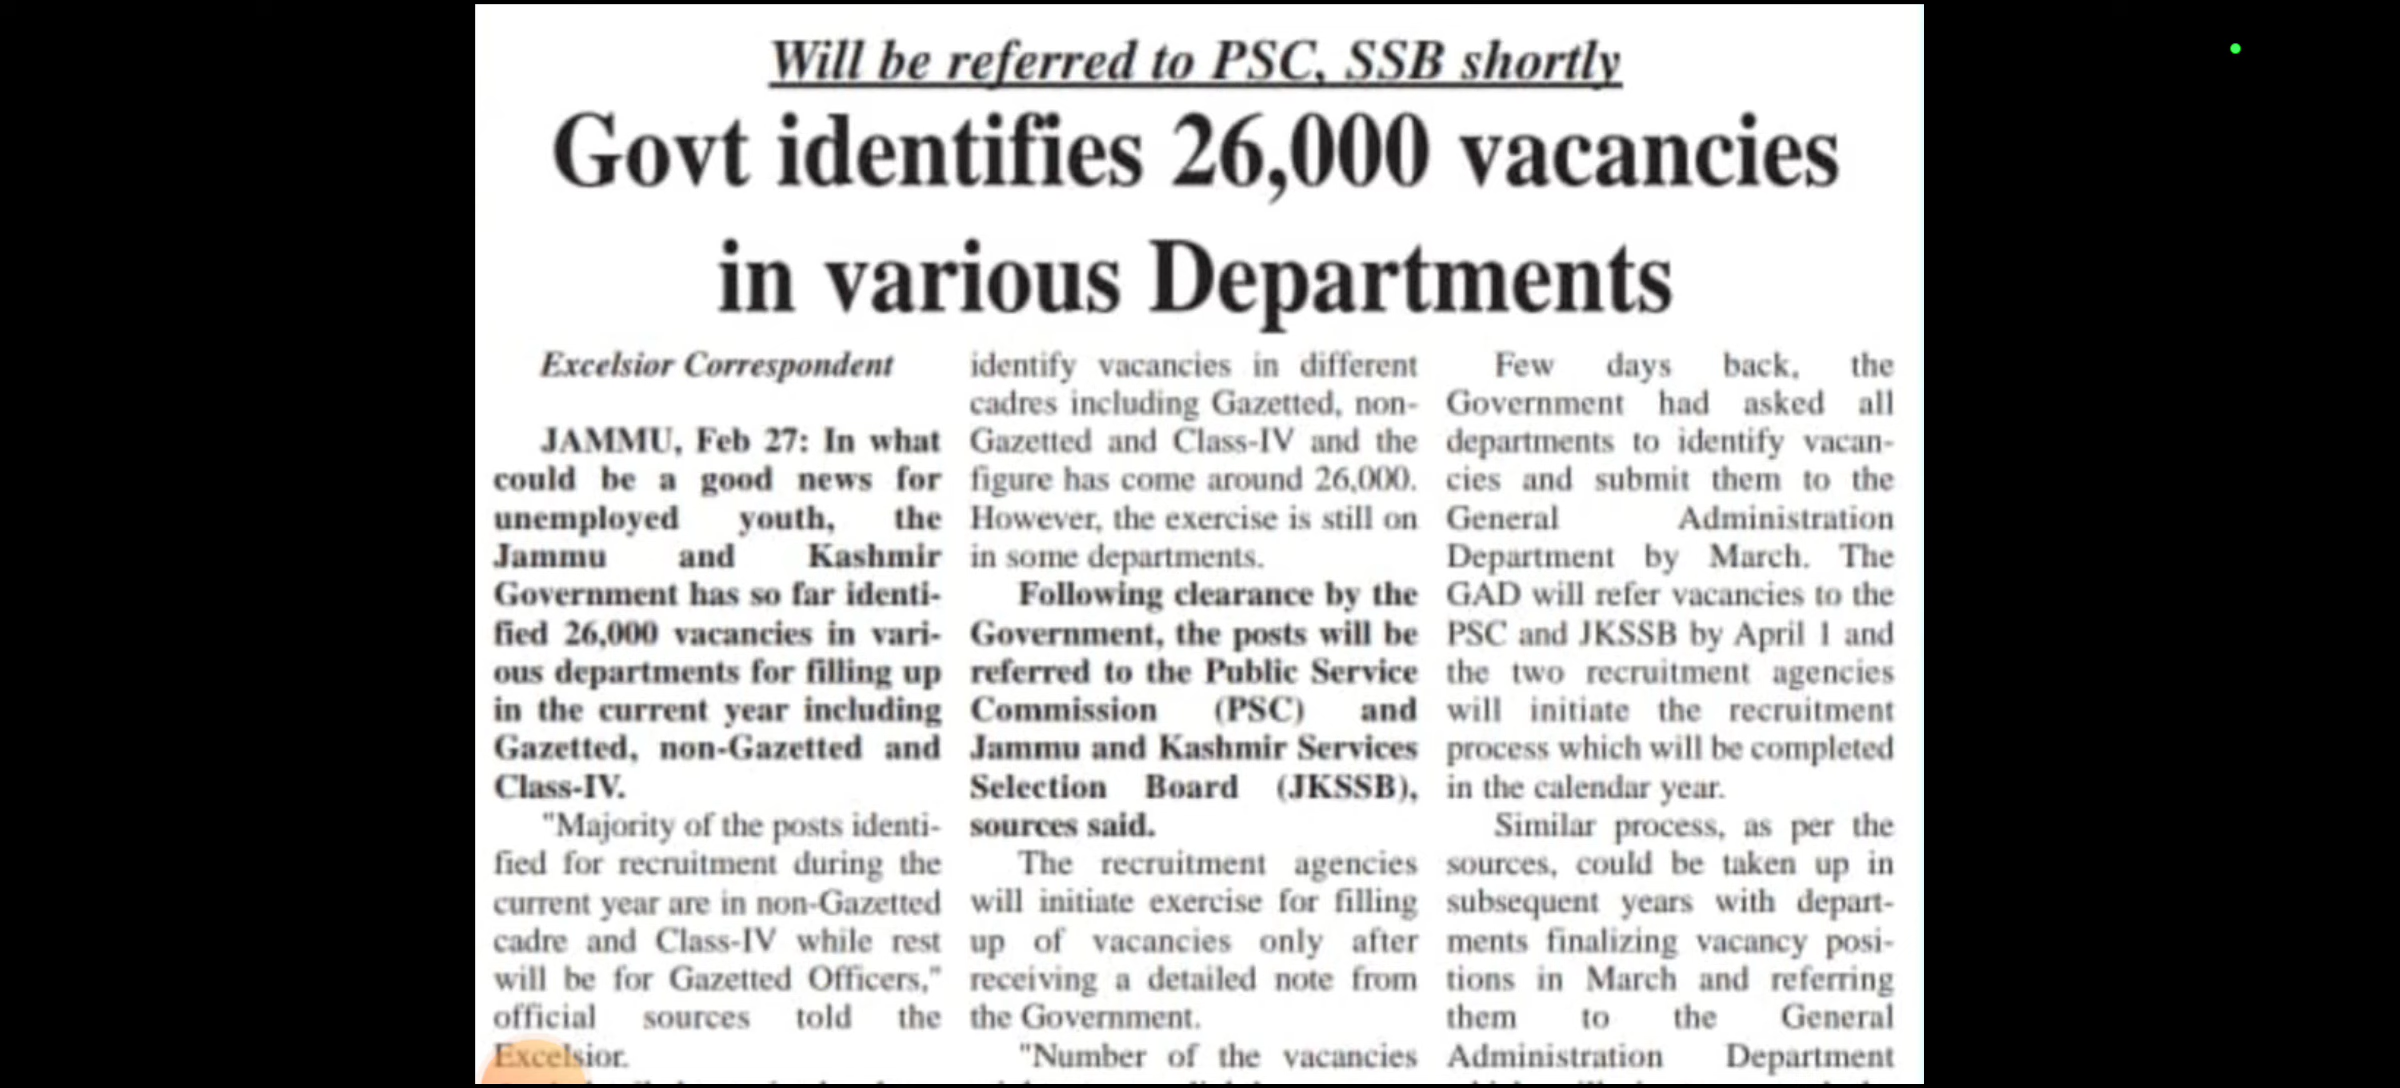 Will be referred to PSC, SSB shortly
Govt identifies 26,000 vacancies
in various Departments
Excelsior Correspondent
JAMMU, Feb 27: In what
could be a good news for
unemployed youth, the
Jammu and Kashmir
Government has so far identi-
fied 26,000 vacancies in vari-
ous departments for filling up
in the current year including
Gazetted, non-Gazetted and
Class-IV.
"Majority of the posts identi-
fied for recruitment during the
current year are in non-Gazetted
cadre and Class-IV while rest
will be for Gazetted Officers,"
official sources told the
Excelsior.
identify vacancies in different
cadres including Gazetted, non-
Gazetted and Class-IV and the
figure has come around 26,000.
However, the exercise is still on
in some departments.
Following clearance by the
Government, the posts will be
referred to the Public Service
Commission (PSC) and
Jammu and Kashmir Services
Selection Board (JKSSB),
sources said.
The recruitment agencies
will initiate exercise for filling
up of vacancies only after
receiving a detailed note from
the Government.
"Number of the vacancies
Few days back, the
Government had asked all
departments to identify vacan-
cies and submit them to the
General Administration
Department by March. The
GAD will refer vacancies to the
PSC and JKSSB by April 1 and
the two recruitment agencies
will initiate the recruitment
process which will be completed
in the calendar year.
Similar process, as per the
sources, could be taken up in
subsequent years with depart-
ments finalizing vacancy posi-
tions in March and referring
them to the General
Administration Department